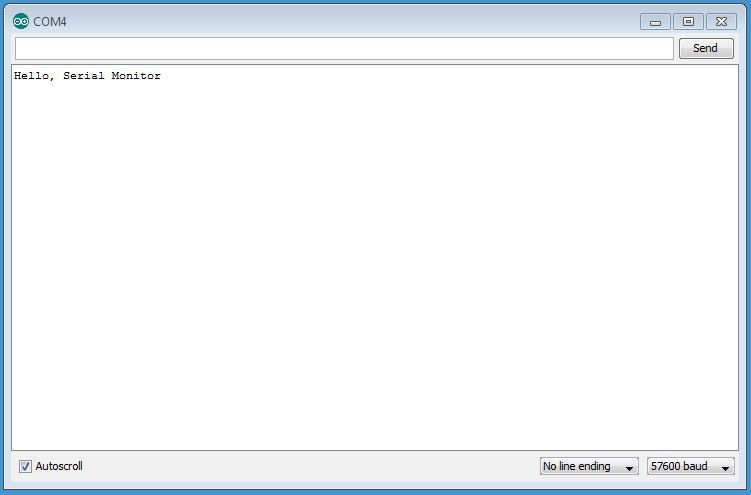 COM4
Send
Hello, Serial Monitor
Autoscroll
No line ending
57600 baud